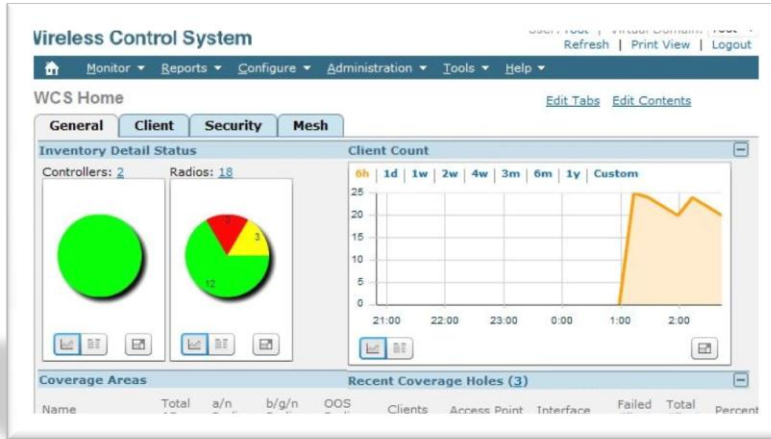 Wireless Control System
Refresh | Print View | Logout
Monitor Reports Configure Administration Tools Help
WCS Home
Edit Tabs Edit Contents
General Client Security Mesh
Inventory Detail Status
Client Count
Controllers: 2 Radios: 18
6h | 1d | 1w | 2w | 4w | 3m | 6m | 1y | Custom
25
20
15
10
5
0
3
3
12
21:00 22:00 23:00 0:00 1:00 2:00
Coverage Areas
Recent Coverage Holes (3)
Name Total a/n b/g/n OOS Clients Access Point Interface Failed Total Percent